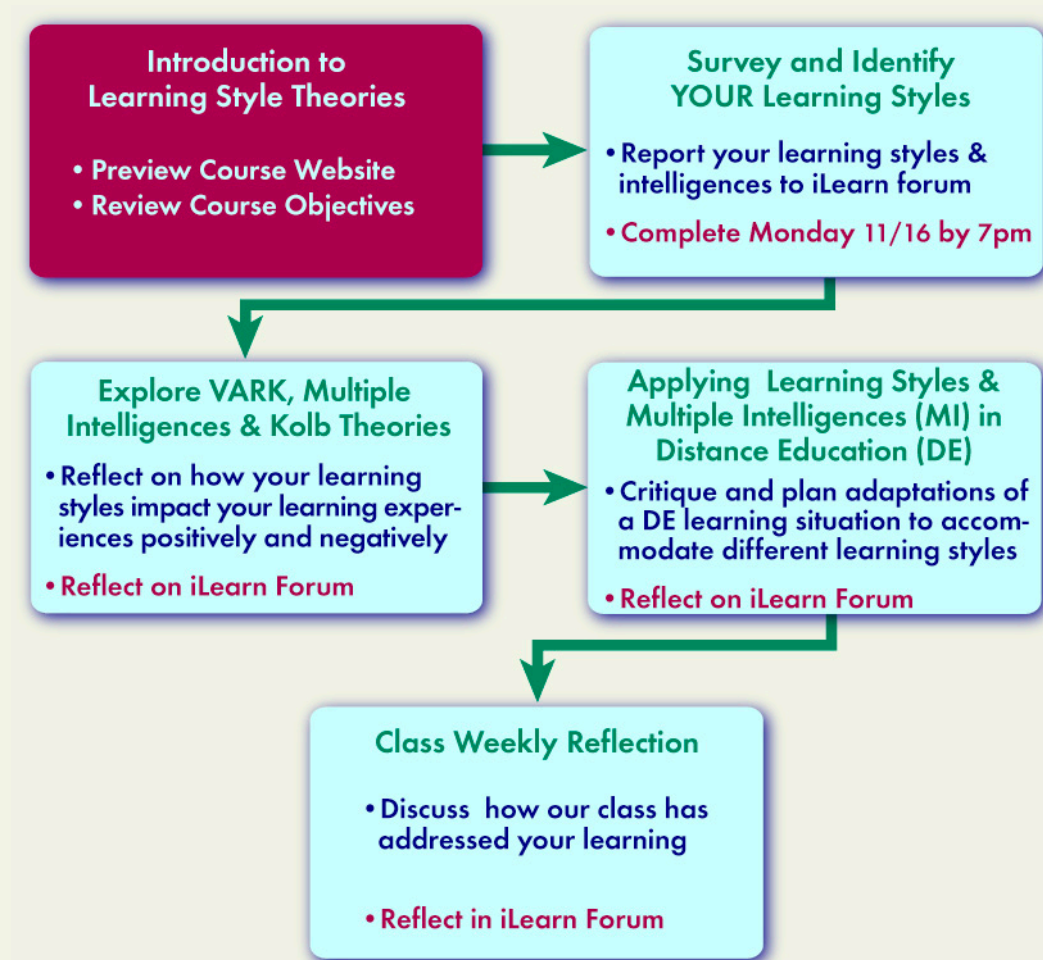 Introduction to
Learning Style Theories
• Preview Course Website
• Review Course Objectives
Survey and Identify
YOUR Learning Styles
• Report your learning styles &
intelligences to iLearn forum
• Complete Monday 11/16 by 7pm
Explore VARK, Multiple
Intelligences & Kolb Theories
• Reflect on how your learning
styles impact your learning exper-
iences positively and negatively
• Reflect on iLearn Forum
Applying Learning Styles &
Multiple Intelligences (MI) in
Distance Education (DE)
• Critique and plan adaptations of
a DE learning situation to accom-
modate different learning styles
• Reflect on iLearn Forum
Class Weekly Reflection
• Discuss how our class has
addressed your learning
• Reflect in iLearn Forum